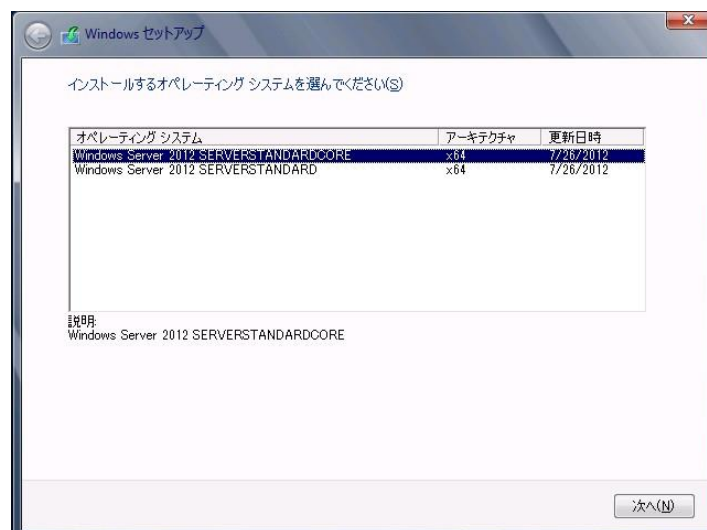 Windows セットアップ
インストールするオペレーティング システムを選んでください(S)
オペレーティング システム アーキテクチャ 更新日時
Windows Server 2012 SERVERSTANDARDCORE x64 7/26/2012
Windows Server 2012 SERVERSTANDARD x64 7/26/2012
説明:
Windows Server 2012 SERVERSTANDARDCORE
次へ(N)